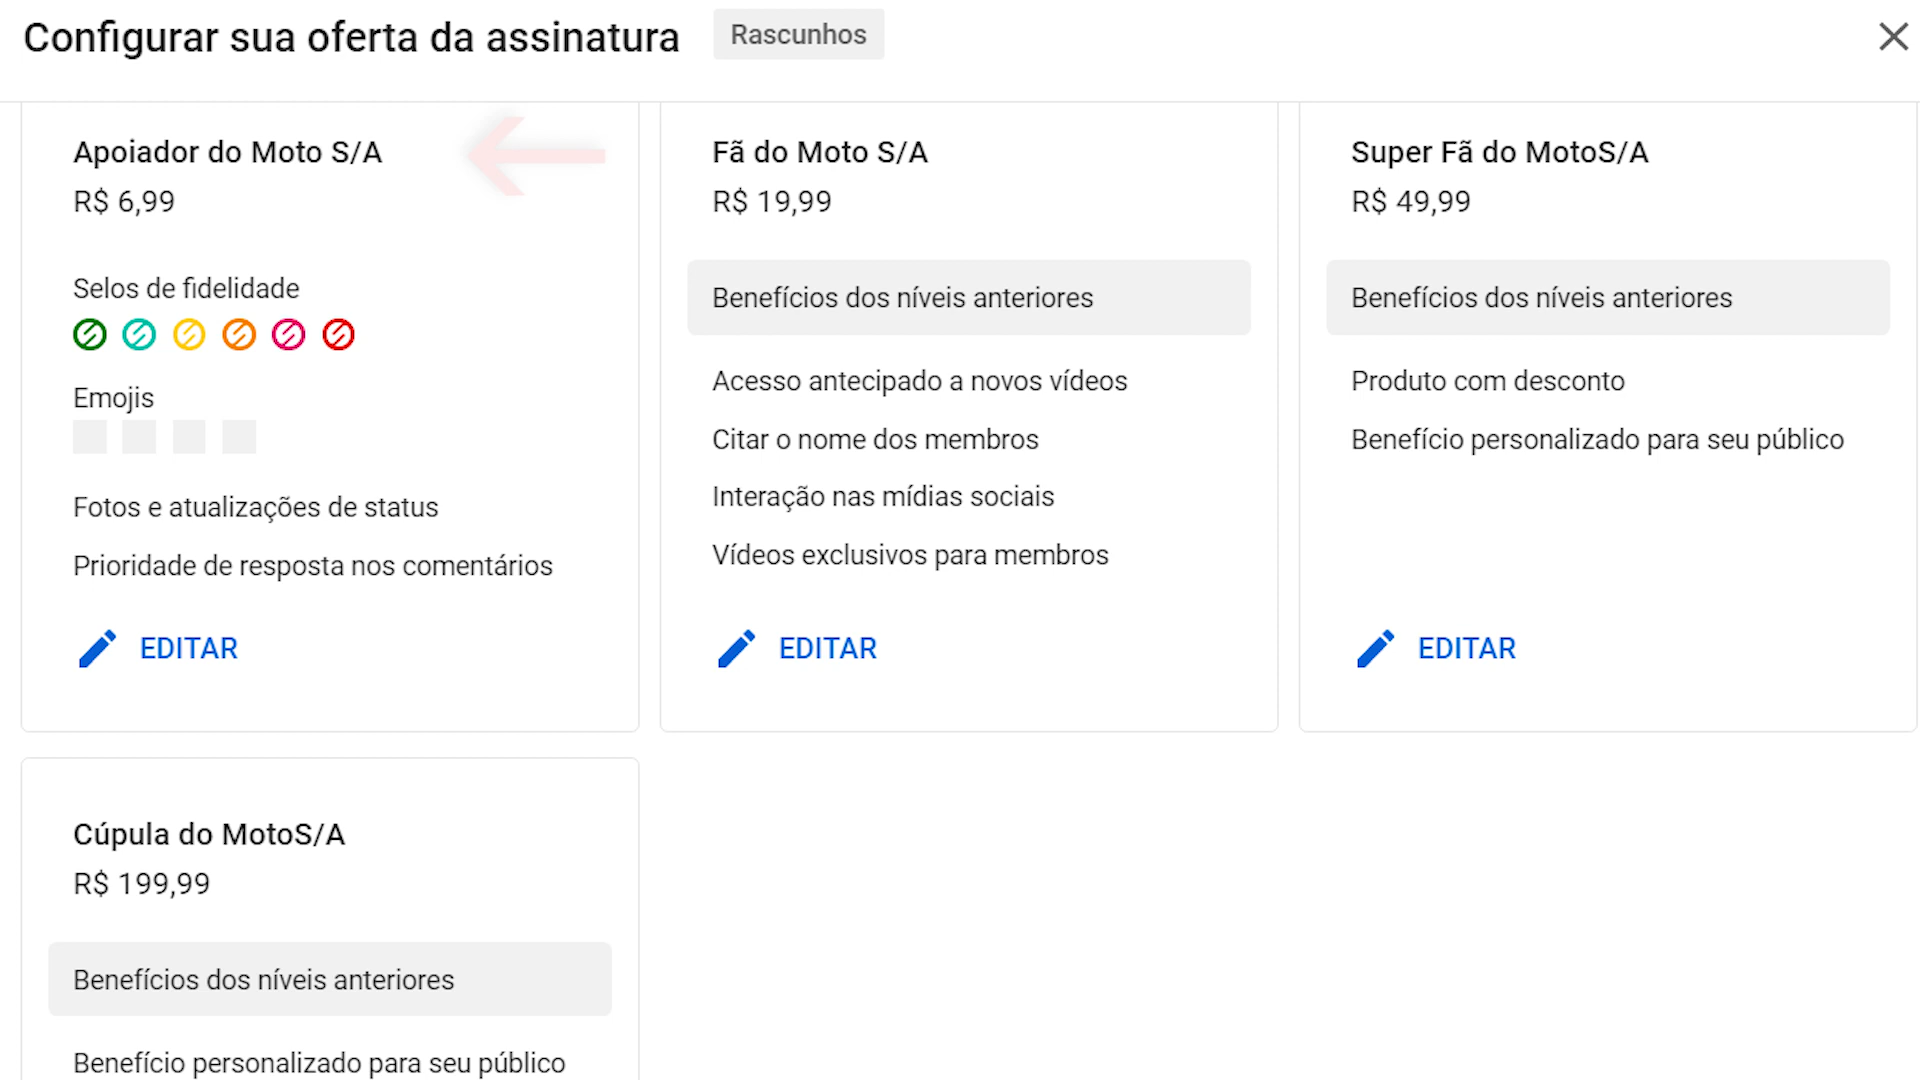 Configurar sua oferta da assinatura
Rascunhos
Apoiador do Moto S/A
R$ 6,99
Selos de fidelidade
Emojis
Fotos e atualizações de status
Prioridade de resposta nos comentários
EDITAR
Fã do Moto S/A
R$ 19,99
Benefícios dos níveis anteriores
Acesso antecipado a novos vídeos
Citar o nome dos membros
Interação nas mídias sociais
Vídeos exclusivos para membros
EDITAR
Super Fã do MotoS/A
R$ 49,99
Benefícios dos níveis anteriores
Produto com desconto
Benefício personalizado para seu público
EDITAR
Cúpula do MotoS/A
R$ 199,99
Benefícios dos níveis anteriores
Benefício personalizado para seu público